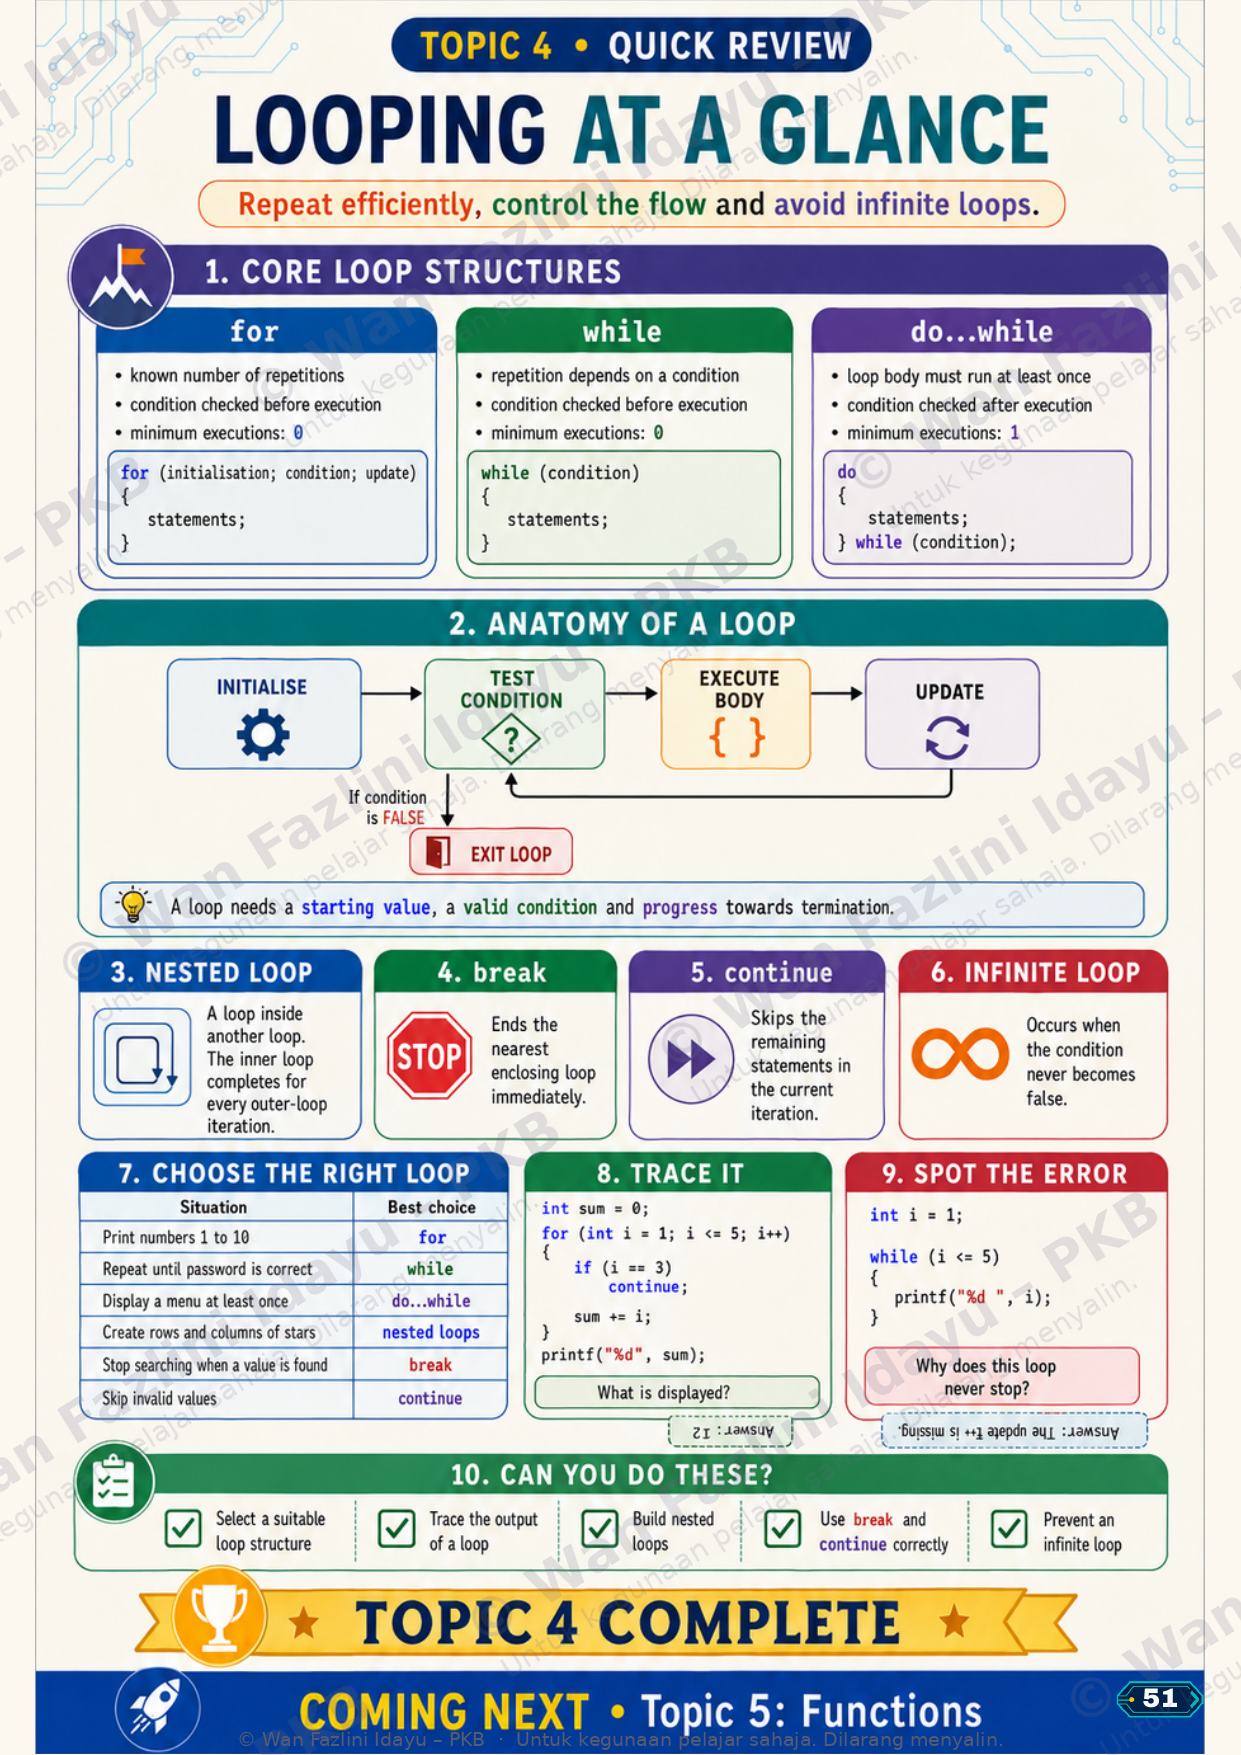 TOPIC 4 • QUICK REVIEW
LOOPING AT A GLANCE
Repeat efficiently, control the flow and avoid infinite loops.
1. CORE LOOP STRUCTURES
for
• known number of repetitions
• condition checked before execution
• minimum executions: 0
for (initialisation; condition; update)
{
statements;
}
while
• repetition depends on a condition
• condition checked before execution
• minimum executions: 0
while (condition)
{
statements;
}
do...while
• loop body must run at least once
• condition checked after execution
• minimum executions: 1
do
{
statements;
} while (condition);
2. ANATOMY OF A LOOP
INITIALISE
TEST
CONDITION
?
EXECUTE
BODY
{ }
UPDATE
If condition
is FALSE
EXIT LOOP
A loop needs a starting value, a valid condition and progress towards termination.
3. NESTED LOOP
A loop inside
another loop.
The inner loop
completes for
every outer-loop
iteration.
4. break
STOP
Ends the
nearest
enclosing loop
immediately.
5. continue
Skips the
remaining
statements in
the current
iteration.
6. INFINITE LOOP
Occurs when
the condition
never becomes
false.
7. CHOOSE THE RIGHT LOOP
Situation Best choice
Print numbers 1 to 10 for
Repeat until password is correct while
Display a menu at least once do...while
Create rows and columns of stars nested loops
Stop searching when a value is found break
Skip invalid values continue
8. TRACE IT
int sum = 0;
for (int i = 1; i <= 5; i++)
{
if (i == 3)
continue;
sum += i;
}
printf("%d", sum);
What is displayed?
Answer: 12
9. SPOT THE ERROR
int i = 1;
while (i <= 5)
{
printf("%d ", i);
}
Why does this loop
never stop?
Answer: The update i++ is missing.
10. CAN YOU DO THESE?
Select a suitable
loop structure
Trace the output
of a loop
Build nested
loops
Use break and
continue correctly
Prevent an
infinite loop
TOPIC 4 COMPLETE
COMING NEXT • Topic 5: Functions
51
© Wan Fazlini Idayu – PKB · Untuk kegunaan pelajar sahaja. Dilarang menyalin.